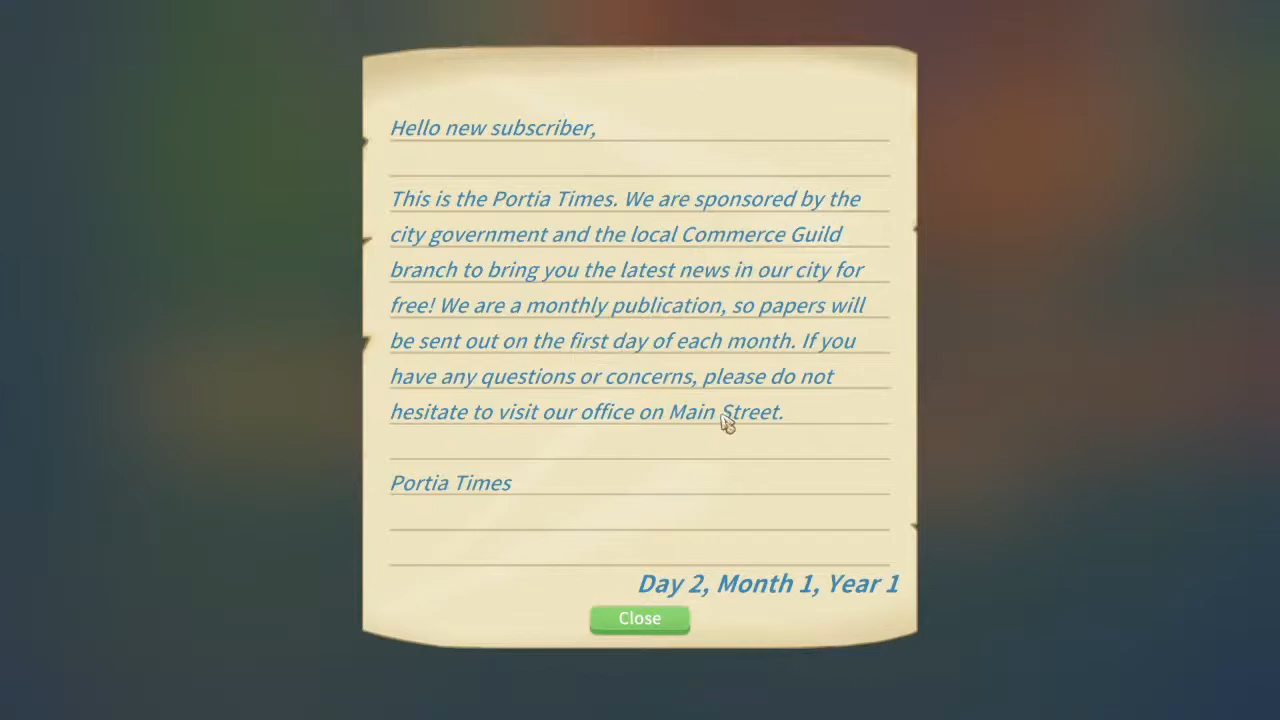 Hello new subscriber,
This is the Portia Times. We are sponsored by the
city government and the local Commerce Guild
branch to bring you the latest news in our city for
free! We are a monthly publication, so papers will
be sent out on the first day of each month. If you
have any questions or concerns, please do not
hesitate to visit our office on Main Street.
Portia Times
Day 2, Month 1, Year 1
Close